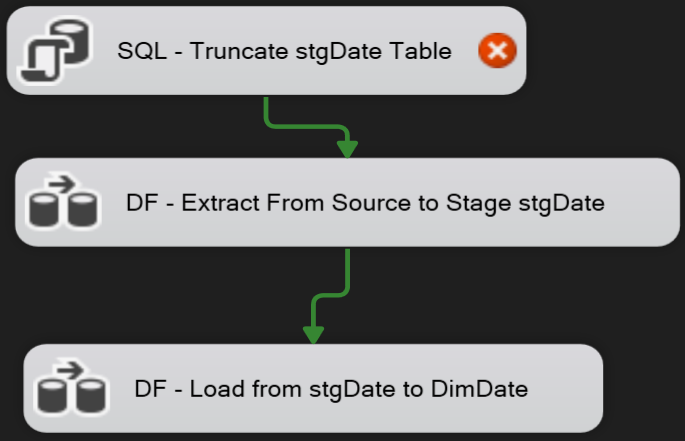 SQL - Truncate stgDate Table
DF - Extract From Source to Stage stgDate
DF - Load from stgDate to DimDate